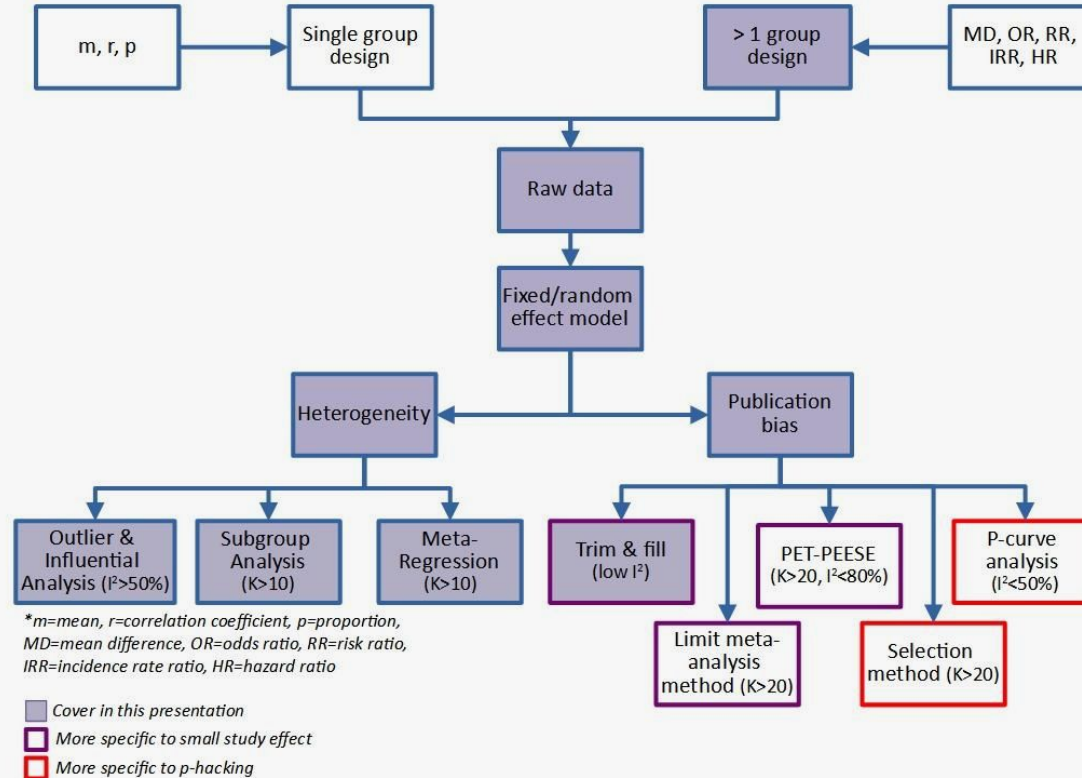 m, r, p
Single group
design
> 1 group
design
MD, OR, RR,
IRR, HR
Raw data
Fixed/random
effect model
Heterogeneity
Publication
bias
Outlier &
Influential
Analysis (I²>50%)
Subgroup
Analysis
(K>10)
Meta-
Regression
(K>10)
Trim & fill
(low I²)
PET-PEESE
(K>20, I²<80%)
P-curve
analysis
(I²<50%)
Limit meta-
analysis
method (K>20)
Selection
method (K>20)
*m=mean, r=correlation coefficient, p=proportion,
MD=mean difference, OR=odds ratio, RR=risk ratio,
IRR=incidence rate ratio, HR=hazard ratio
Cover in this presentation
More specific to small study effect
More specific to p-hacking